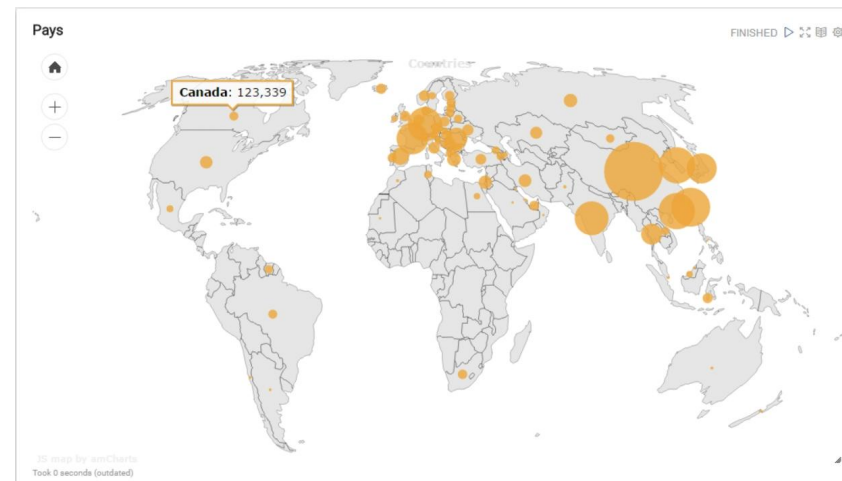 Pays
FINISHED
Countries
Canada: 123,339
JS map by amCharts
Took 0 seconds (outdated)